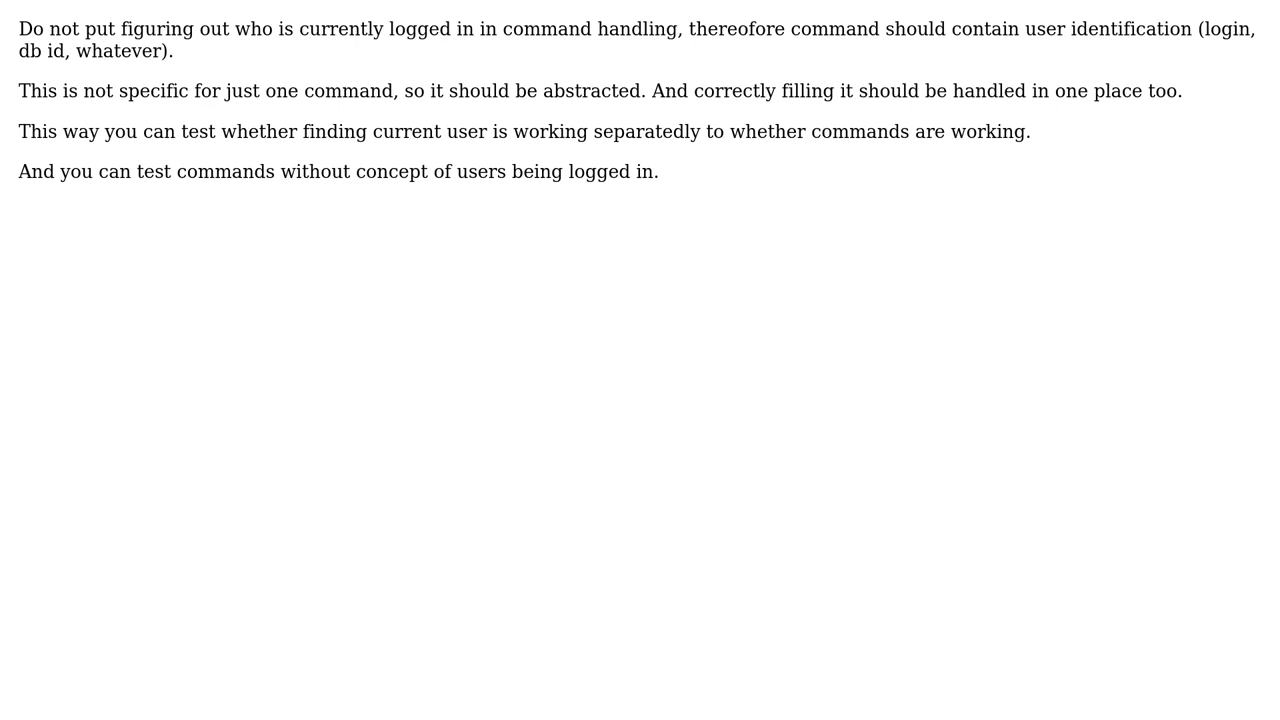 Do not put figuring out who is currently logged in in command handling, thereofore command should contain user identification (login,
db id, whatever).
This is not specific for just one command, so it should be abstracted. And correctly filling it should be handled in one place too.
This way you can test whether finding current user is working separatedly to whether commands are working.
And you can test commands without concept of users being logged in.